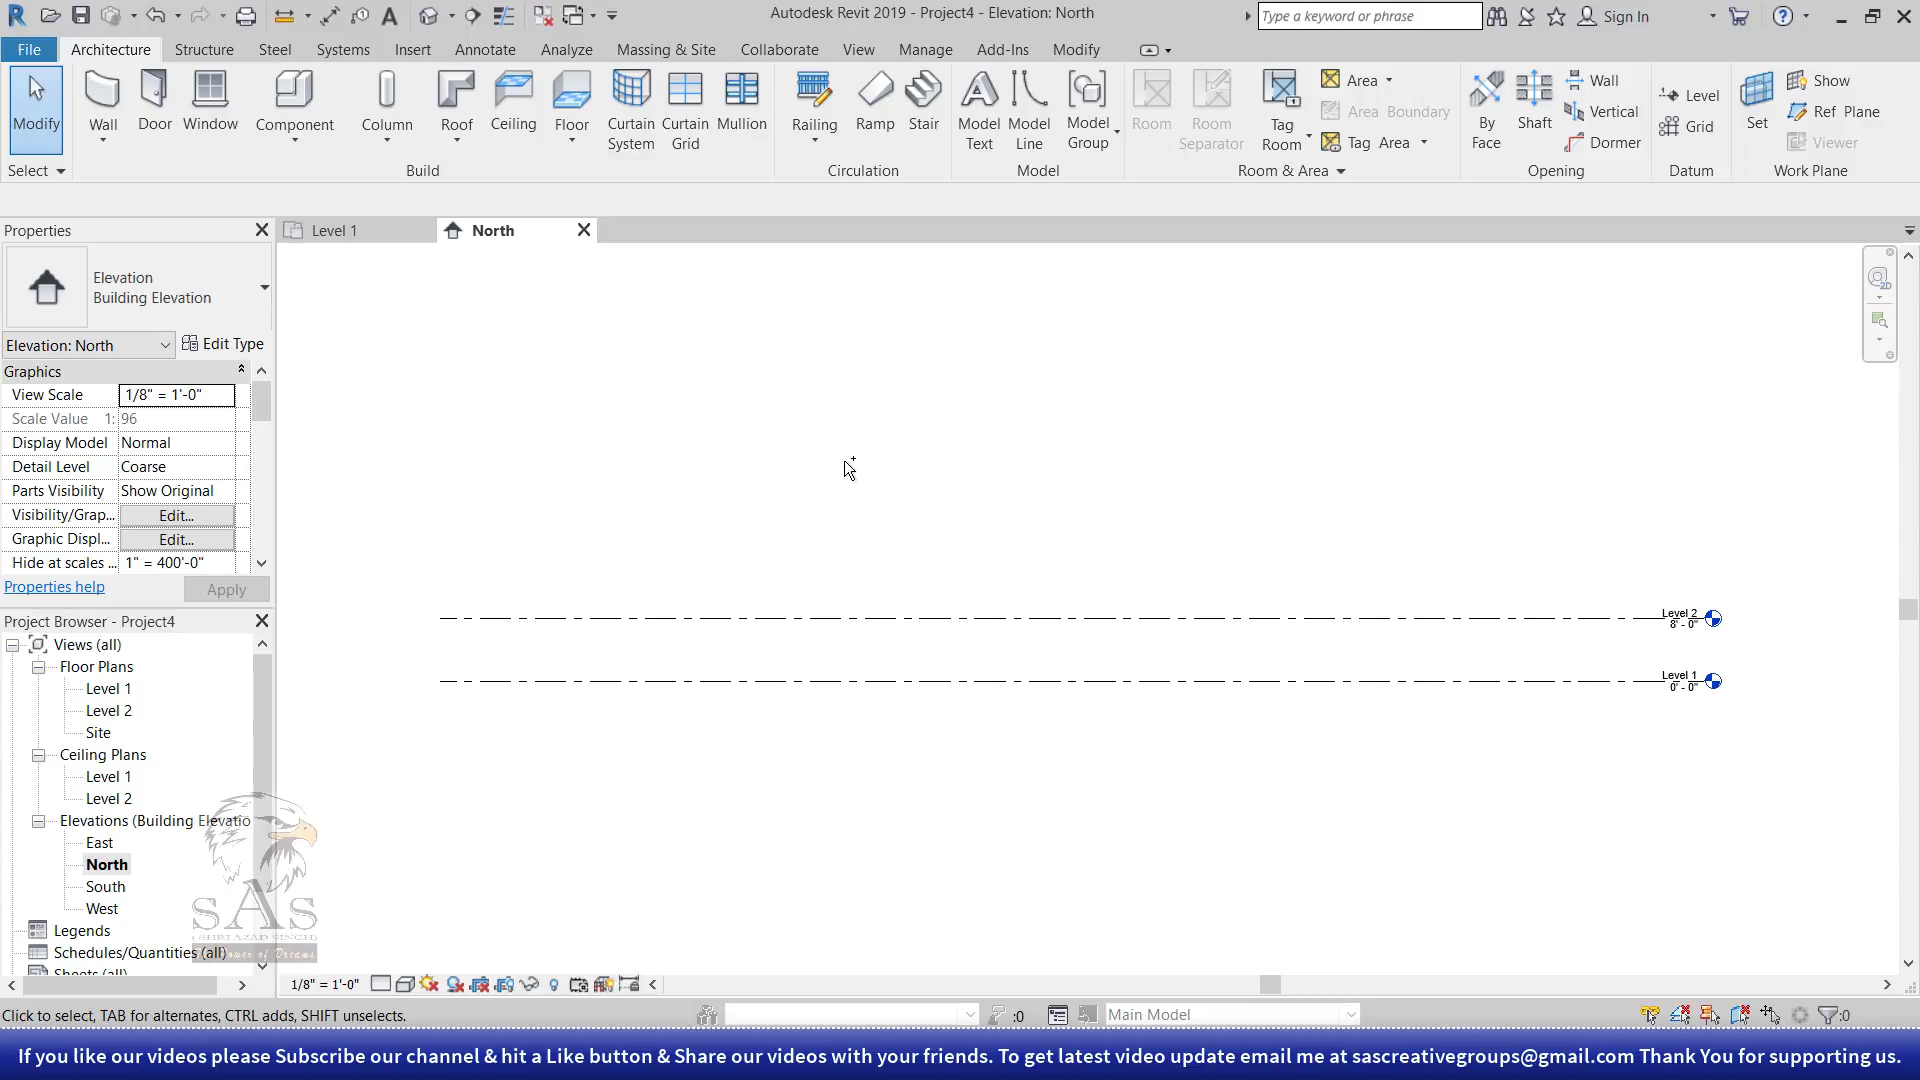 Autodesk Revit 2019 - Project4 - Elevation: North
Type a keyword or phrase
Sign In
File Architecture Structure Steel Systems Insert Annotate Analyze Massing & Site Collaborate View Manage Add-Ins Modify
Modify
Wall
Door
Window
Component
Column
Roof
Ceiling
Floor
Curtain System
Curtain Grid
Mullion
Railing
Ramp
Stair
Model Text
Model Line
Model Group
Room
Room Separator
Tag Room
Area
Area Boundary
Tag Area
By Face
Shaft
Wall
Vertical
Dormer
Level
Grid
Set
Show
Ref Plane
Viewer
Select Build Circulation Model Room & Area Opening Datum Work Plane
Properties
Level 1
North
Elevation
Building Elevation
Elevation: North Edit Type
Graphics
View Scale 1/8" = 1'-0"
Scale Value 1: 96
Display Model Normal
Detail Level Coarse
Parts Visibility Show Original
Visibility/Grap... Edit...
Graphic Displ... Edit...
Hide at scales ... 1" = 400'-0"
Properties help Apply
Project Browser - Project4
Views (all)
Floor Plans
Level 1
Level 2
Site
Ceiling Plans
Level 1
Level 2
Elevations (Building Elevatio
East
North
South
West
Legends
Schedules/Quantities (all)
Sheets (all)
SAS
Level 2
8' - 0"
Level 1
0' - 0"
2D
1/8" = 1'-0"
Click to select, TAB for alternates, CTRL adds, SHIFT unselects.
:0
Main Model
:0
If you like our videos please Subscribe our channel & hit a Like button & Share our videos with your friends. To get latest video update email me at sascreativegroups@gmail.com Thank You for supporting us.